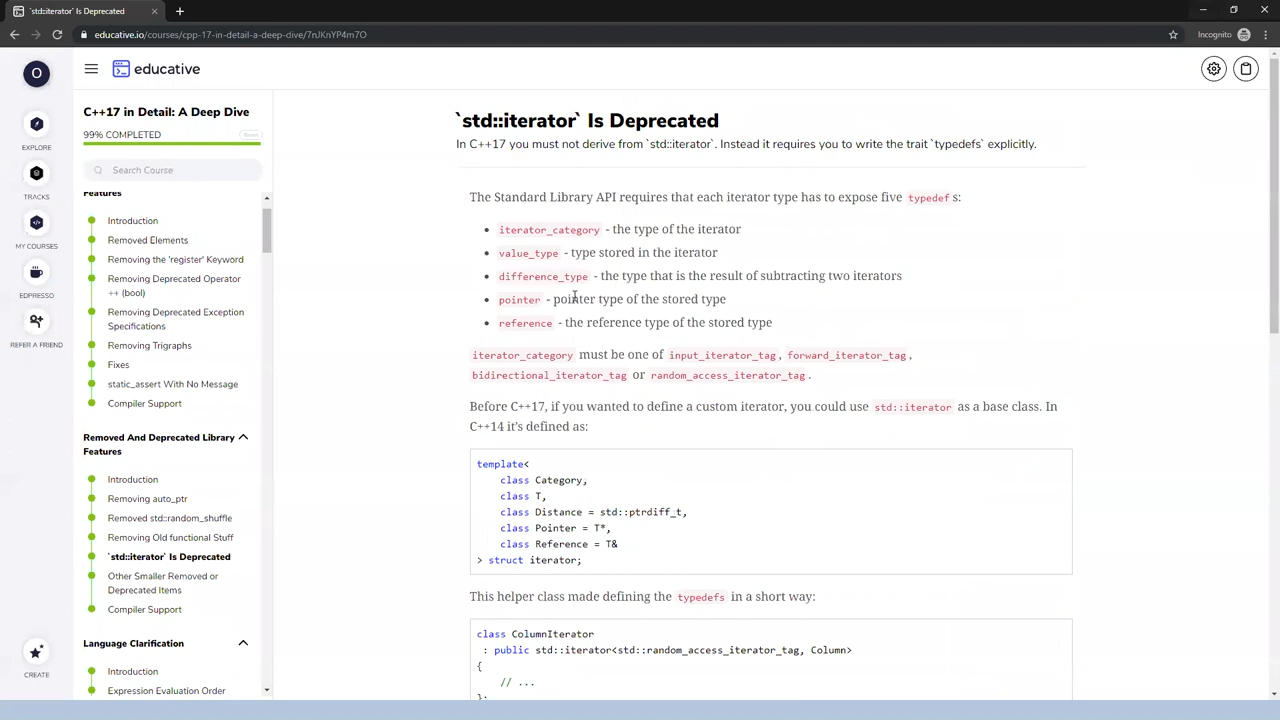 `std::iterator` Is Deprecated
educative.io/courses/cpp-17-in-detail-a-deep-dive/7nJKnYP4m7O
Incognito
O
EXPLORE
TRACKS
MY COURSES
EDPRESSO
REFER A FRIEND
CREATE
educative
C++17 in Detail: A Deep Dive
99% COMPLETED
Reset
Search Course
Features
Introduction
Removed Elements
Removing the 'register' Keyword
Removing Deprecated Operator
++ (bool)
Removing Deprecated Exception
Specifications
Removing Trigraphs
Fixes
static_assert With No Message
Compiler Support
Removed And Deprecated Library
Features
Introduction
Removing auto_ptr
Removed std::random_shuffle
Removing Old functional Stuff
`std::iterator` Is Deprecated
Other Smaller Removed or
Deprecated Items
Compiler Support
Language Clarification
Introduction
Expression Evaluation Order
`std::iterator` Is Deprecated
In C++17 you must not derive from `std::iterator`. Instead it requires you to write the trait `typedefs` explicitly.
The Standard Library API requires that each iterator type has to expose five typedef s:
iterator_category - the type of the iterator
value_type - type stored in the iterator
difference_type - the type that is the result of subtracting two iterators
pointer - pointer type of the stored type
reference - the reference type of the stored type
iterator_category must be one of input_iterator_tag, forward_iterator_tag,
bidirectional_iterator_tag or random_access_iterator_tag.
Before C++17, if you wanted to define a custom iterator, you could use std::iterator as a base class. In
C++14 it's defined as:
template<
class Category,
class T,
class Distance = std::ptrdiff_t,
class Pointer = T*,
class Reference = T&
> struct iterator;
This helper class made defining the typedefs in a short way:
class ColumnIterator
: public std::iterator<std::random_access_iterator_tag, Column>
{
// ...
};